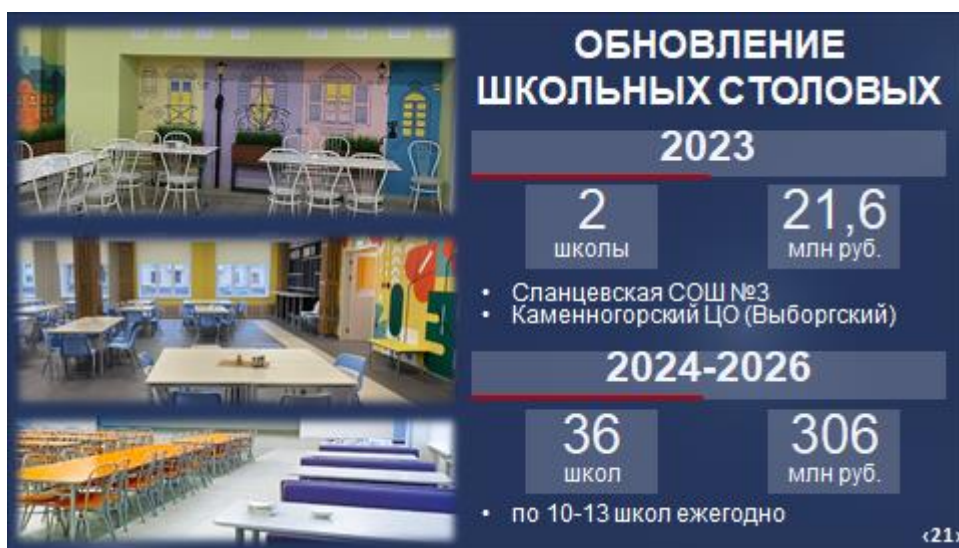 ОБНОВЛЕНИЕ
ШКОЛЬНЫХ СТОЛОВЫХ
2023
2
школы
21,6
млн руб.
• Сланцевская СОШ №3
• Каменногорский ЦО (Выборгский)
2024-2026
36
школ
306
млн руб.
• по 10-13 школ ежегодно
‹21›